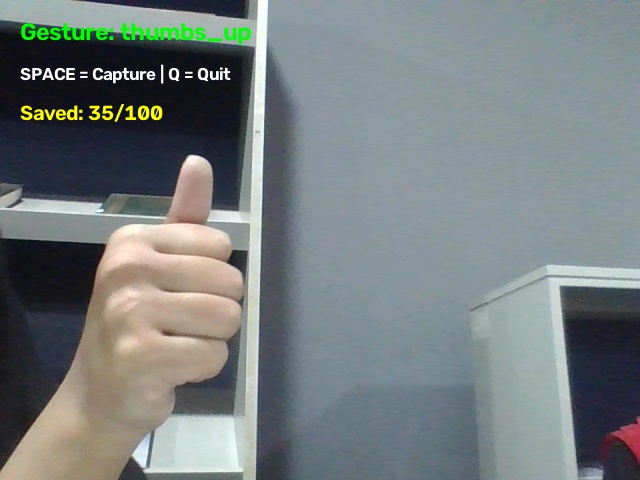 Gesture: thumbs_up
SPACE = Capture | Q = Quit
Saved: 35/100